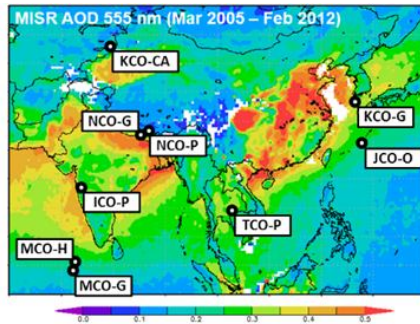 MISR AOD 555 nm (Mar 2005 – Feb 2012)
KCO-CA
NCO-G
KCO-G
NCO-P
JCO-O
ICO-P
TCO-P
MCO-H
MCO-G
0.0 0.1 0.2 0.3 0.4 0.5